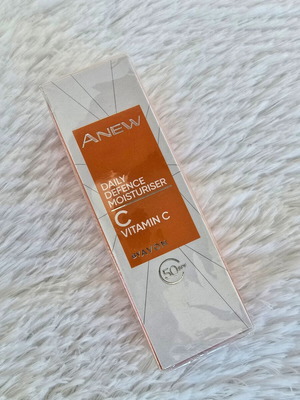 ANEW
DAILY
DEFENCE
MOISTURISER
C
VITAMIN C
50